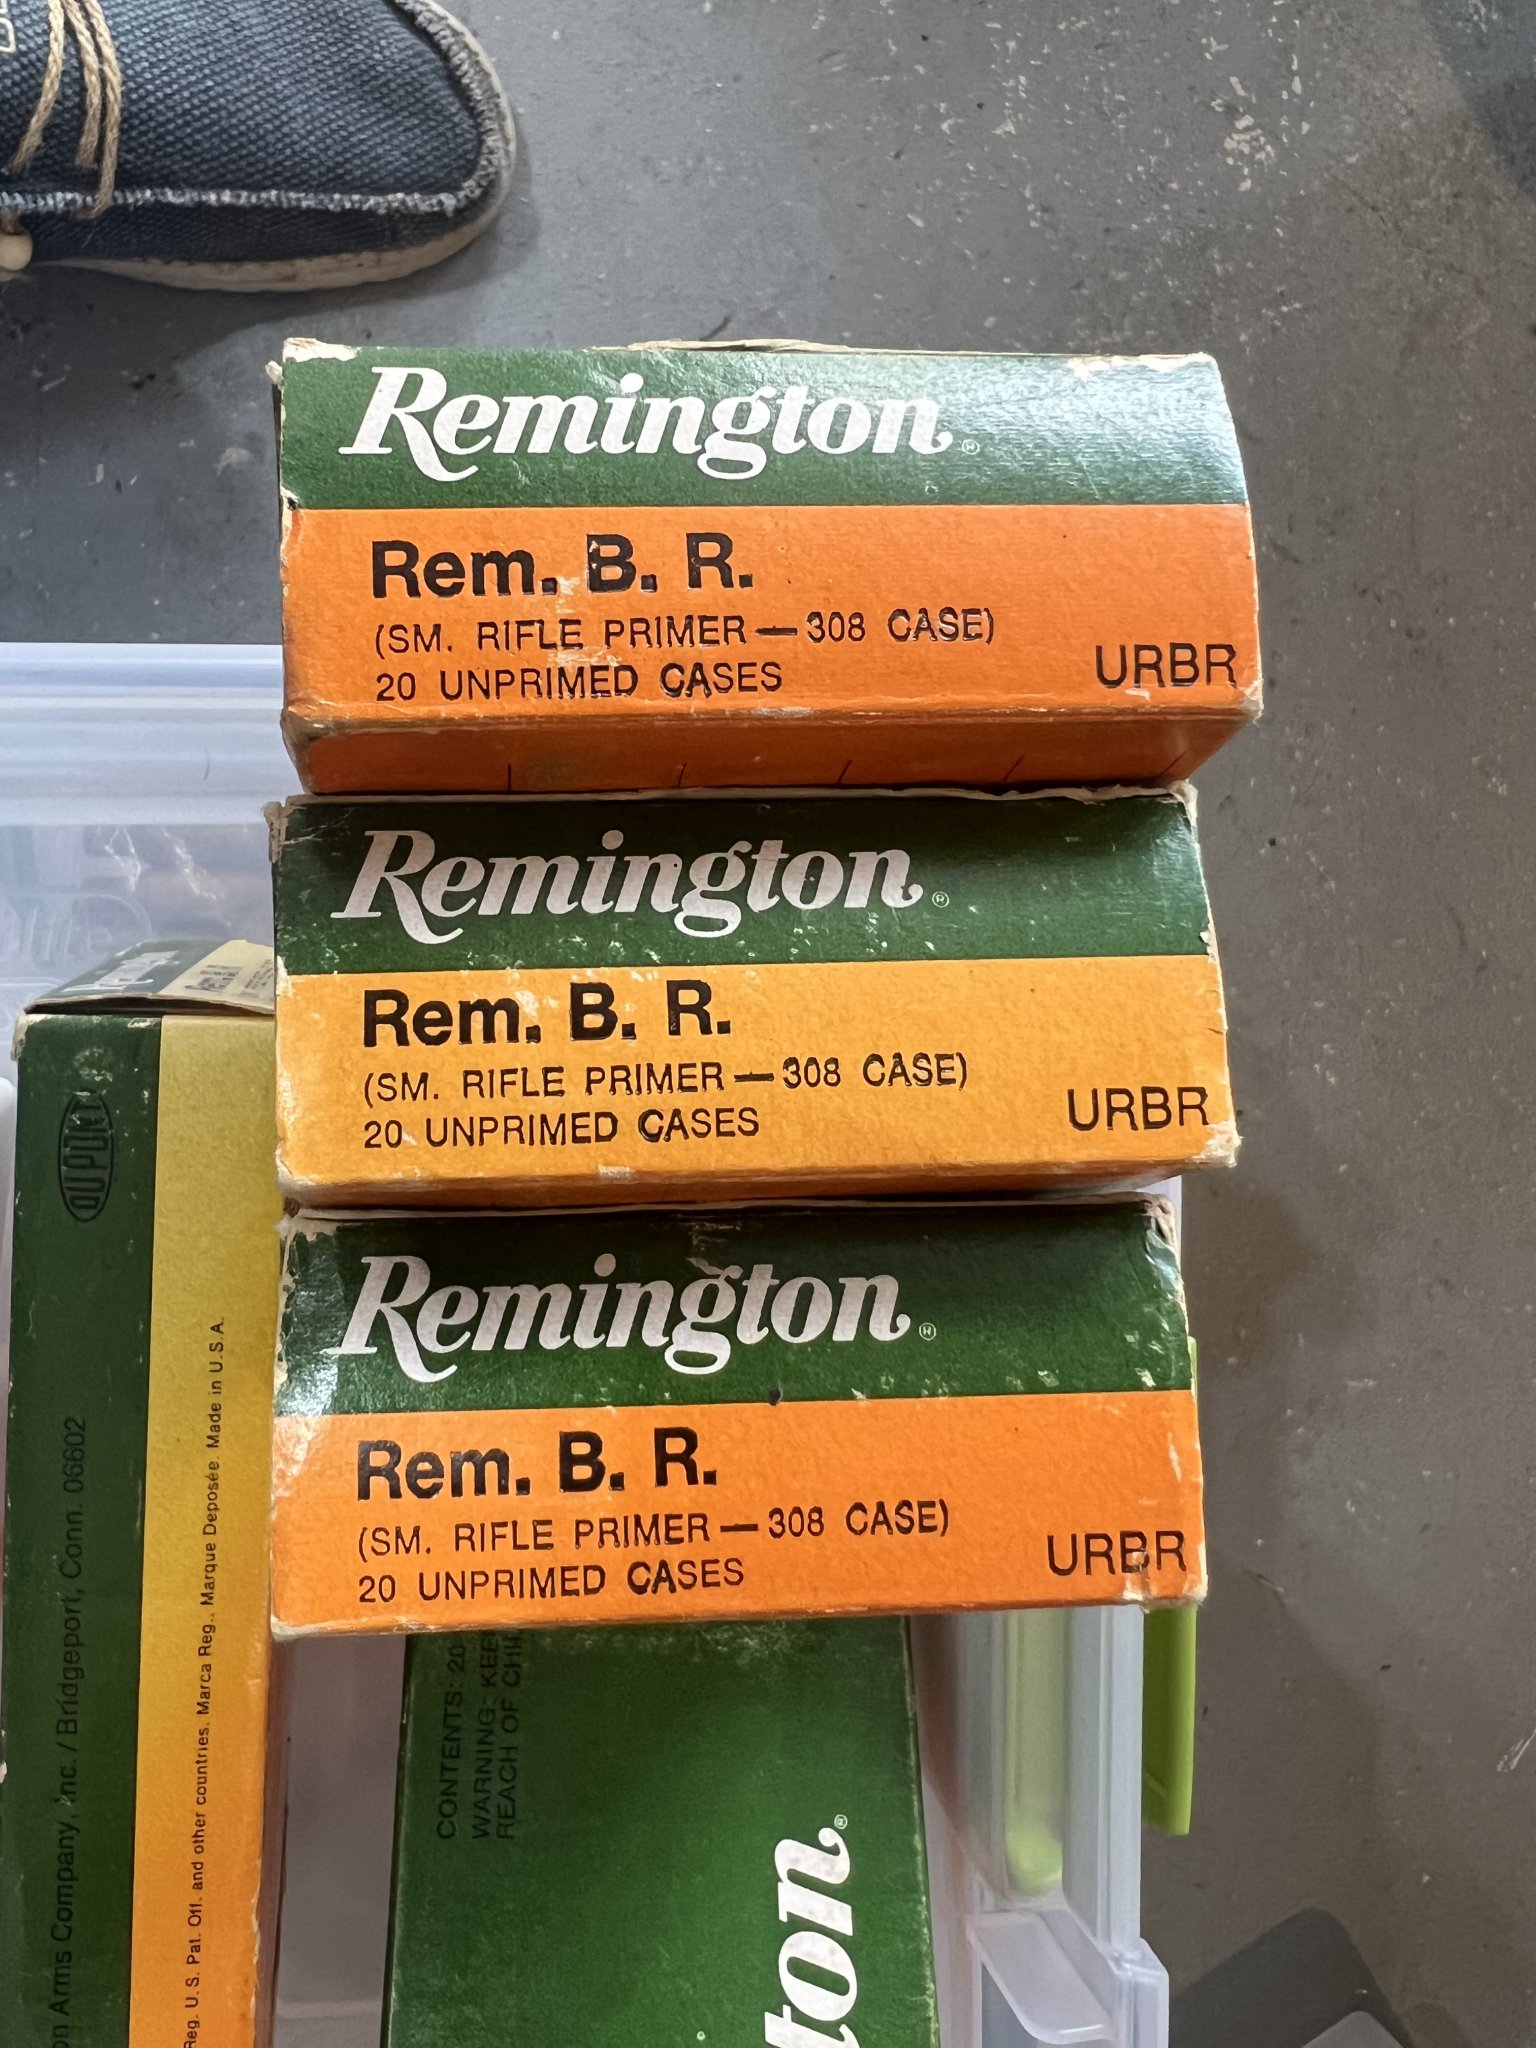 Remington®
Rem. B. R.
(SM. RIFLE PRIMER — 308 CASE)
20 UNPRIMED CASES
URBR
Remington®
Rem. B. R.
(SM. RIFLE PRIMER — 308 CASE)
20 UNPRIMED CASES
URBR
Remington®
Rem. B. R.
(SM. RIFLE PRIMER — 308 CASE)
20 UNPRIMED CASES
URBR
DUPONT
Arms Company, Inc. / Bridgeport, Conn. 06602
Reg. U. S. Pat. Off. and other countries. Marca Reg., Marque Deposée. Made in U.S.A.
CONTENTS: 20
WARNING:
REACH OF
ton®